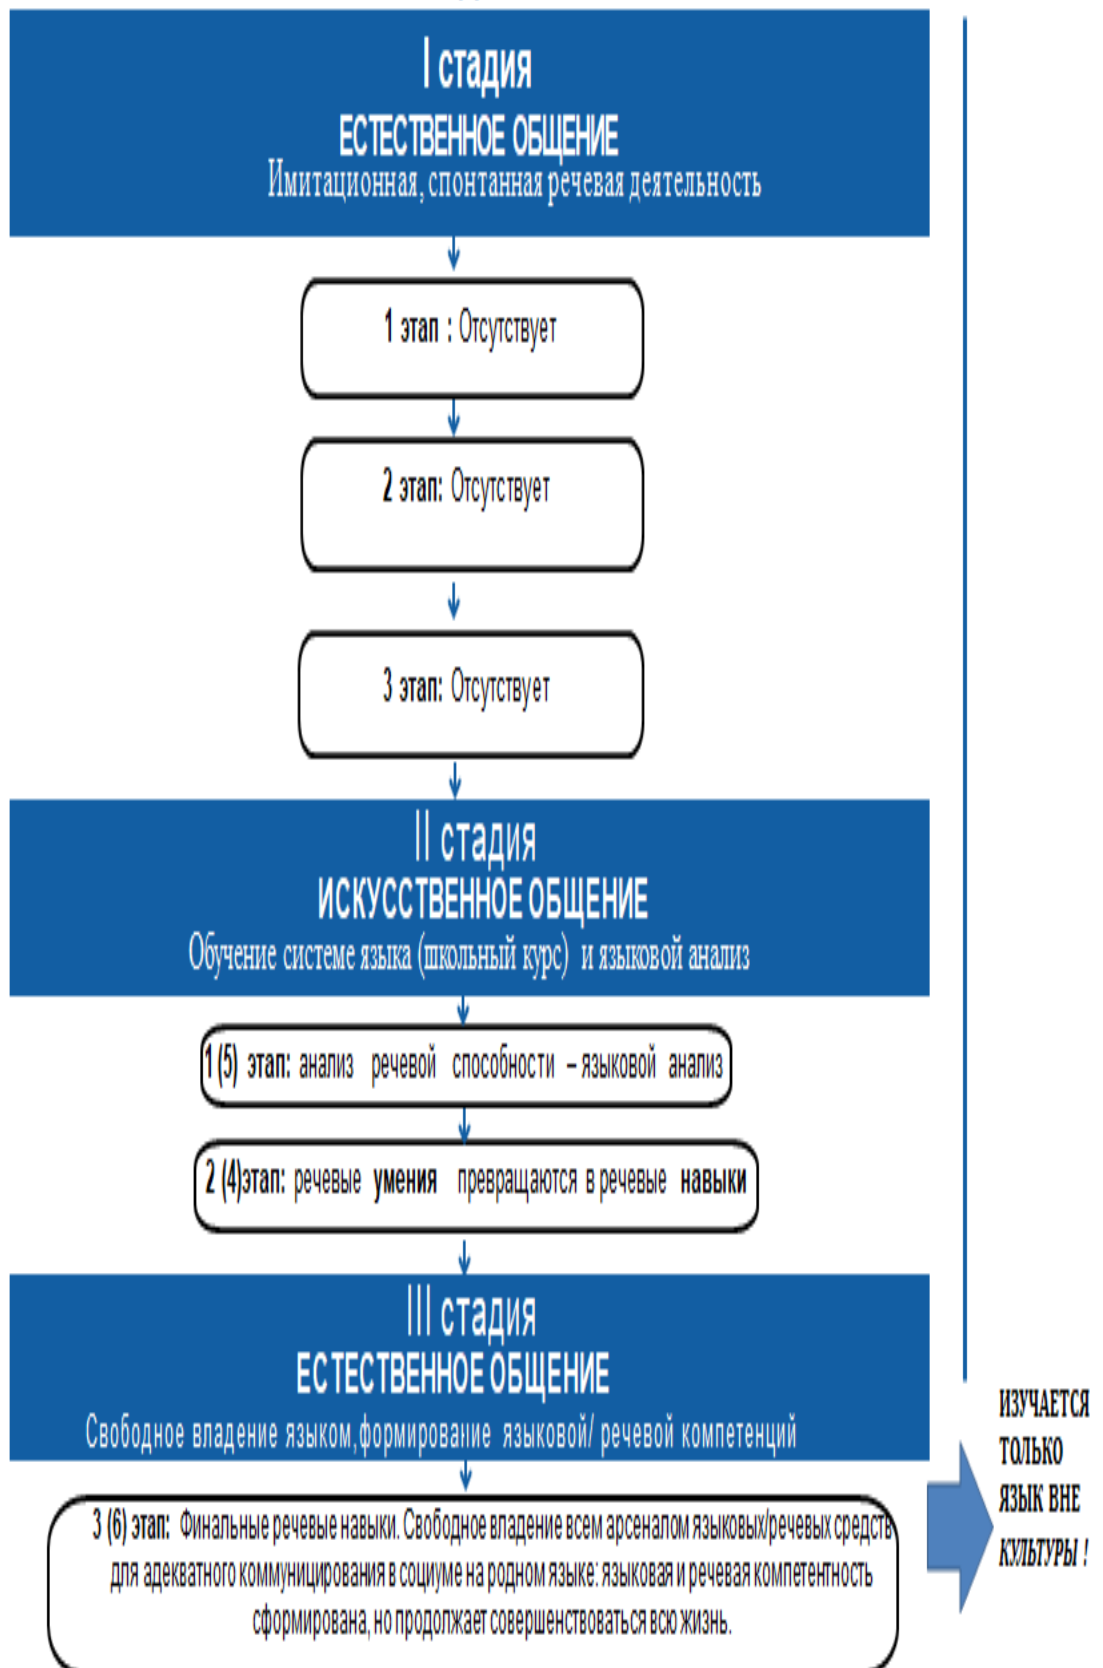 I стадия
ЕСТЕСТВЕННОЕ ОБЩЕНИЕ
Имитационная, спонтанная речевая деятельность
1 этап : Отсутствует
2 этап: Отсутствует
3 этап: Отсутствует
II стадия
ИСКУССТВЕННОЕ ОБЩЕНИЕ
Обучение системе языка (школьный курс) и языковой анализ
1 (5) этап: анализ речевой способности – языковой анализ
2 (4)этап: речевые умения превращаются в речевые навыки
III стадия
ЕСТЕСТВЕННОЕ ОБЩЕНИЕ
Свободное владение языком,формирование языковой/ речевой компетенций
3 (6) этап: Финальные речевые навыки. Свободное владение всем арсеналом языковых/речевых средств
для адекватного коммуницирования в социуме на родном языке: языковая и речевая компетентность
сформирована, но продолжает совершенствоваться всю жизнь.
ИЗУЧАЕТСЯ
ТОЛЬКО
ЯЗЫК ВНЕ
КУЛЬТУРЫ !